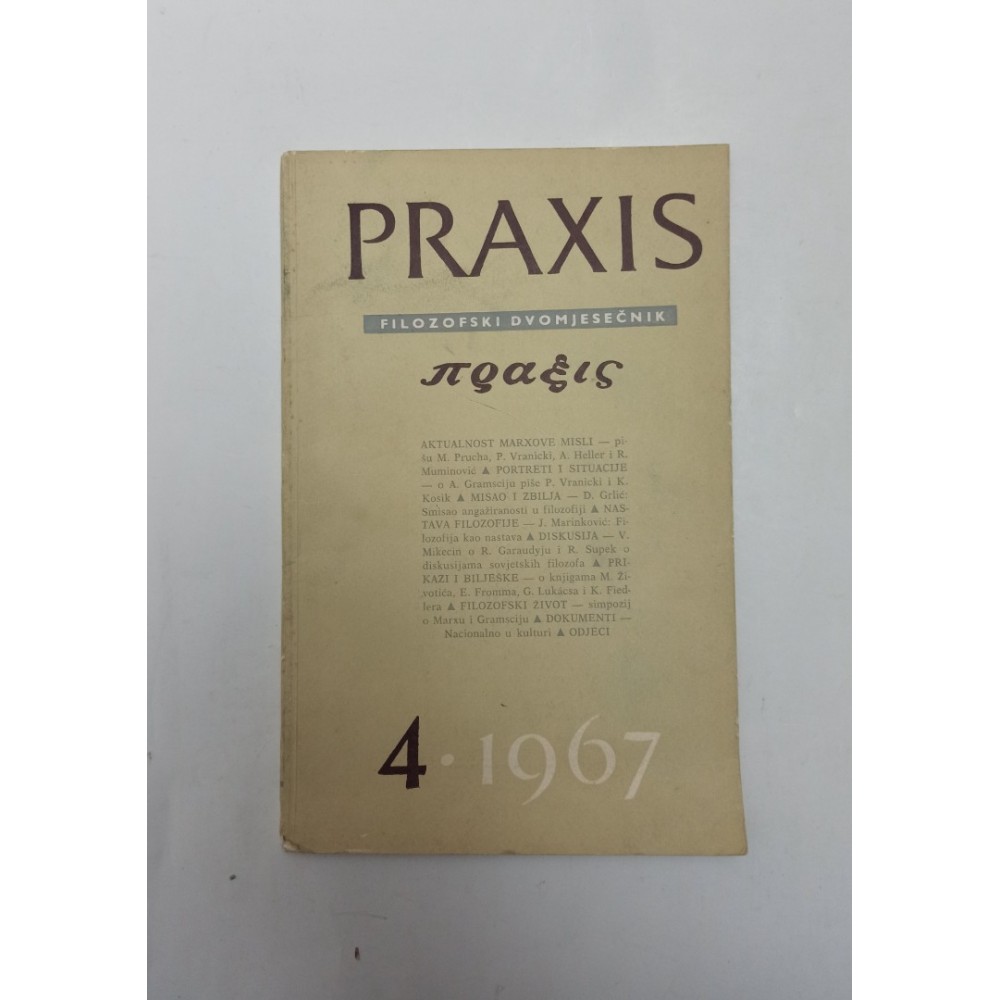 PRAXIS
FILOZOFSKI DVOMJESEČNIK
πραξις
AKTUALNOST MARXOVE MISLI — pi-
šu M. Prucha, P. Vranicki, A. Heller i R.
Muminović ▲ PORTRETI I SITUACIJE
— o A. Gramsciju piše P. Vranicki i K.
Kosik ▲ MISAO I ZBILJA — D. Grlić:
Smisao angažiranosti u filozofiji ▲ NAS-
TAVA FILOZOFIJE — J. Marinković: Fi-
lozofija kao nastava ▲ DISKUSIJA — V.
Mikecin o R. Garaudyju i R. Supek o
diskusijama sovjetskih filozofa ▲ PRI-
KAZI I BILJEŠKE — o knjigama M. Ži-
votića, E. Fromma, G. Lukácsa i K. Fied-
lera ▲ FILOZOFSKI ŽIVOT — simpozij
o Marxu i Gramsciju ▲ DOKUMENTI —
Nacionalno u kulturi ▲ ODJECI
4 · 1967